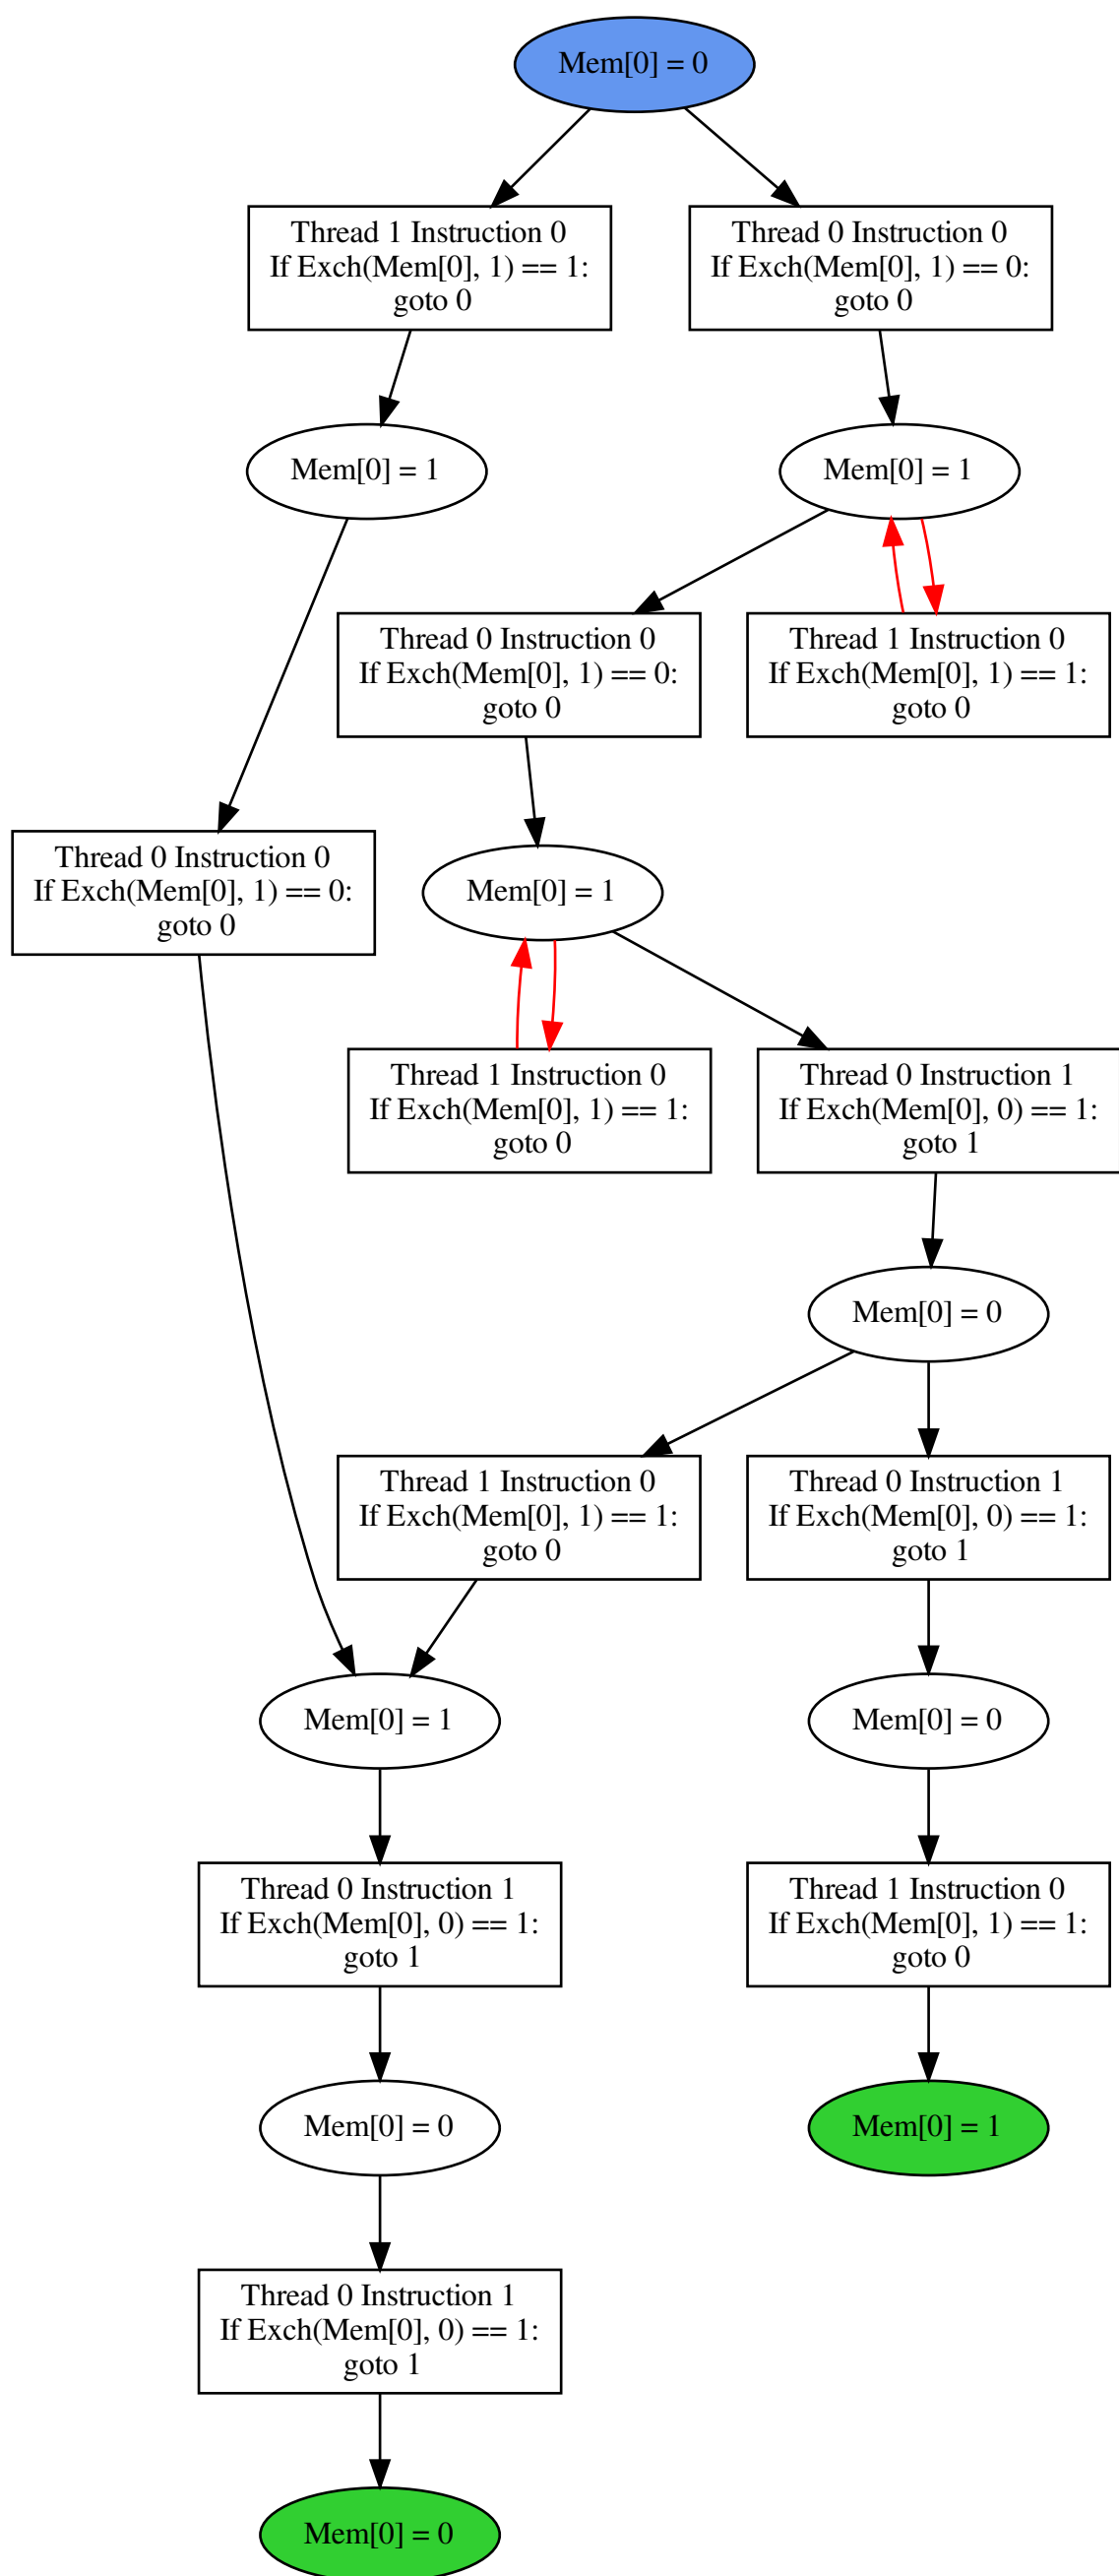 Mem[0] = 0
Thread 1 Instruction 0
If Exch(Mem[0], 1) == 1:
goto 0
Thread 0 Instruction 0
If Exch(Mem[0], 1) == 0:
goto 0
Mem[0] = 1
Mem[0] = 1
Thread 0 Instruction 0
If Exch(Mem[0], 1) == 0:
goto 0
Thread 1 Instruction 0
If Exch(Mem[0], 1) == 1:
goto 0
Thread 0 Instruction 0
If Exch(Mem[0], 1) == 0:
goto 0
Mem[0] = 1
Thread 1 Instruction 0
If Exch(Mem[0], 1) == 1:
goto 0
Thread 0 Instruction 1
If Exch(Mem[0], 0) == 1:
goto 1
Mem[0] = 0
Thread 1 Instruction 0
If Exch(Mem[0], 1) == 1:
goto 0
Thread 0 Instruction 1
If Exch(Mem[0], 0) == 1:
goto 1
Mem[0] = 1
Mem[0] = 0
Thread 0 Instruction 1
If Exch(Mem[0], 0) == 1:
goto 1
Thread 1 Instruction 0
If Exch(Mem[0], 1) == 1:
goto 0
Mem[0] = 0
Mem[0] = 1
Thread 0 Instruction 1
If Exch(Mem[0], 0) == 1:
goto 1
Mem[0] = 0